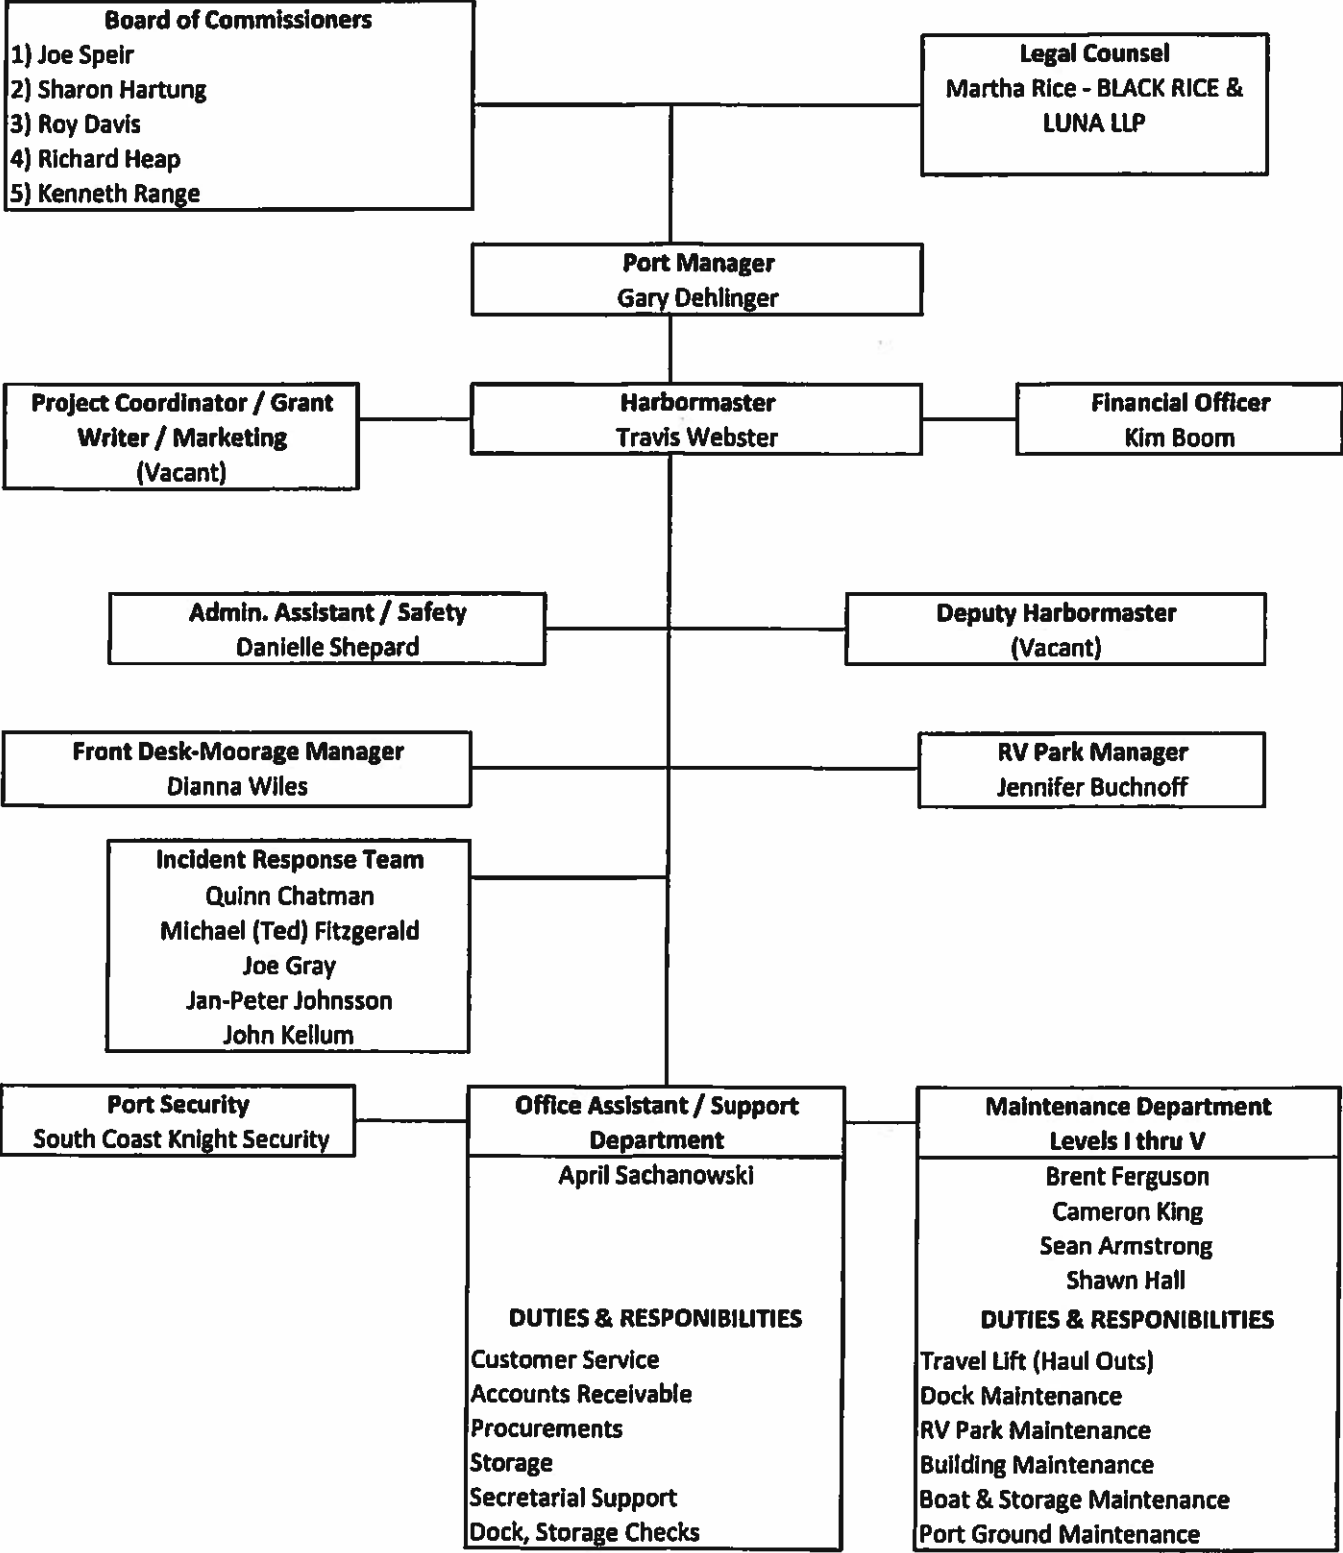 Board of Commissioners
1) Joe Speir
2) Sharon Hartung
3) Roy Davis
4) Richard Heap
5) Kenneth Range
Legal Counsel
Martha Rice - BLACK RICE &
LUNA LLP
Port Manager
Gary Dehlinger
Project Coordinator / Grant
Writer / Marketing
(Vacant)
Harbormaster
Travis Webster
Financial Officer
Kim Boom
Admin. Assistant / Safety
Danielle Shepard
Deputy Harbormaster
(Vacant)
Front Desk-Moorage Manager
Dianna Wiles
RV Park Manager
Jennifer Buchnoff
Incident Response Team
Quinn Chatman
Michael (Ted) Fitzgerald
Joe Gray
Jan-Peter Johnsson
John Kellum
Port Security
South Coast Knight Security
Office Assistant / Support
Department
April Sachanowski
DUTIES & RESPONIBILITIES
Customer Service
Accounts Receivable
Procurements
Storage
Secretarial Support
Dock, Storage Checks
Maintenance Department
Levels I thru V
Brent Ferguson
Cameron King
Sean Armstrong
Shawn Hall
DUTIES & RESPONIBILITIES
Travel Lift (Haul Outs)
Dock Maintenance
RV Park Maintenance
Building Maintenance
Boat & Storage Maintenance
Port Ground Maintenance